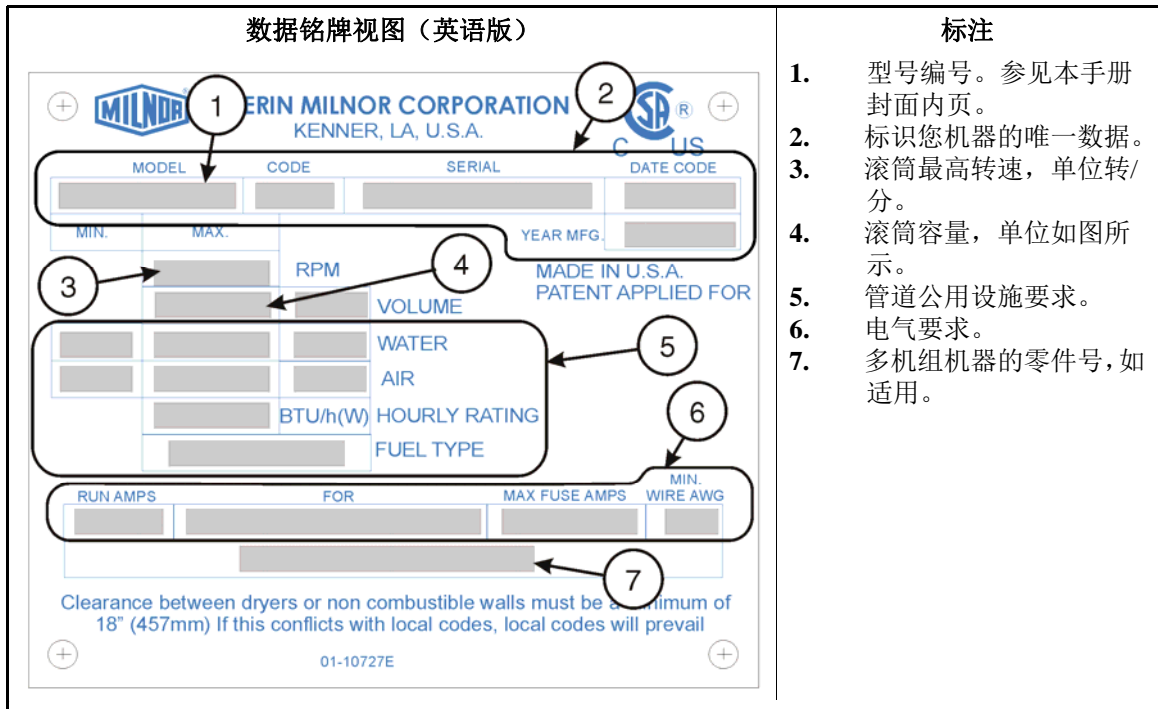 数据铭牌视图（英语版）
标注
MILNOR
ERIN MILNOR CORPORATION
KENNER, LA, U.S.A.
® C US
1
2
MODEL CODE SERIAL DATE CODE
MIN. MAX. YEAR MFG.
3
4
RPM
MADE IN U.S.A.
PATENT APPLIED FOR
VOLUME
WATER
5
AIR
BTU/h(W) HOURLY RATING
FUEL TYPE
6
RUN AMPS FOR MAX FUSE AMPS MIN. WIRE AWG
7
Clearance between dryers or non combustible walls must be a minimum of
18" (457mm) If this conflicts with local codes, local codes will prevail
01-10727E
1. 型号编号。参见本手册
封面内页。
2. 标识您机器的唯一数据。
3. 滚筒最高转速，单位转/
分。
4. 滚筒容量，单位如图所
示。
5. 管道公用设施要求。
6. 电气要求。
7. 多机组机器的零件号，如
适用。